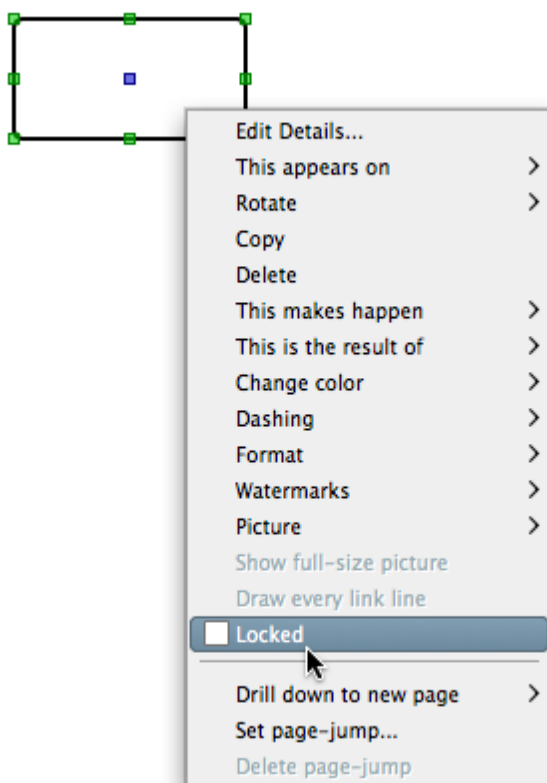 Edit Details...
This appears on
Rotate
Copy
Delete
This makes happen
This is the result of
Change color
Dashing
Format
Watermarks
Picture
Show full-size picture
Draw every link line
Locked
Drill down to new page
Set page-jump...
Delete page-jump